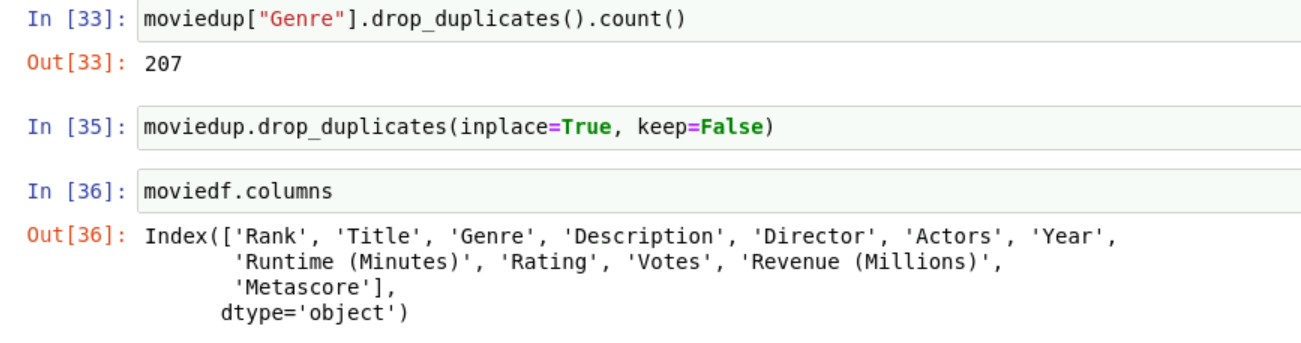 In [33]: moviedup["Genre"].drop_duplicates().count()
Out[33]: 207
In [35]: moviedup.drop_duplicates(inplace=True, keep=False)
In [36]: moviedf.columns
Out[36]: Index(['Rank', 'Title', 'Genre', 'Description', 'Director', 'Actors', 'Year',
'Runtime (Minutes)', 'Rating', 'Votes', 'Revenue (Millions)',
'Metascore'],
dtype='object')